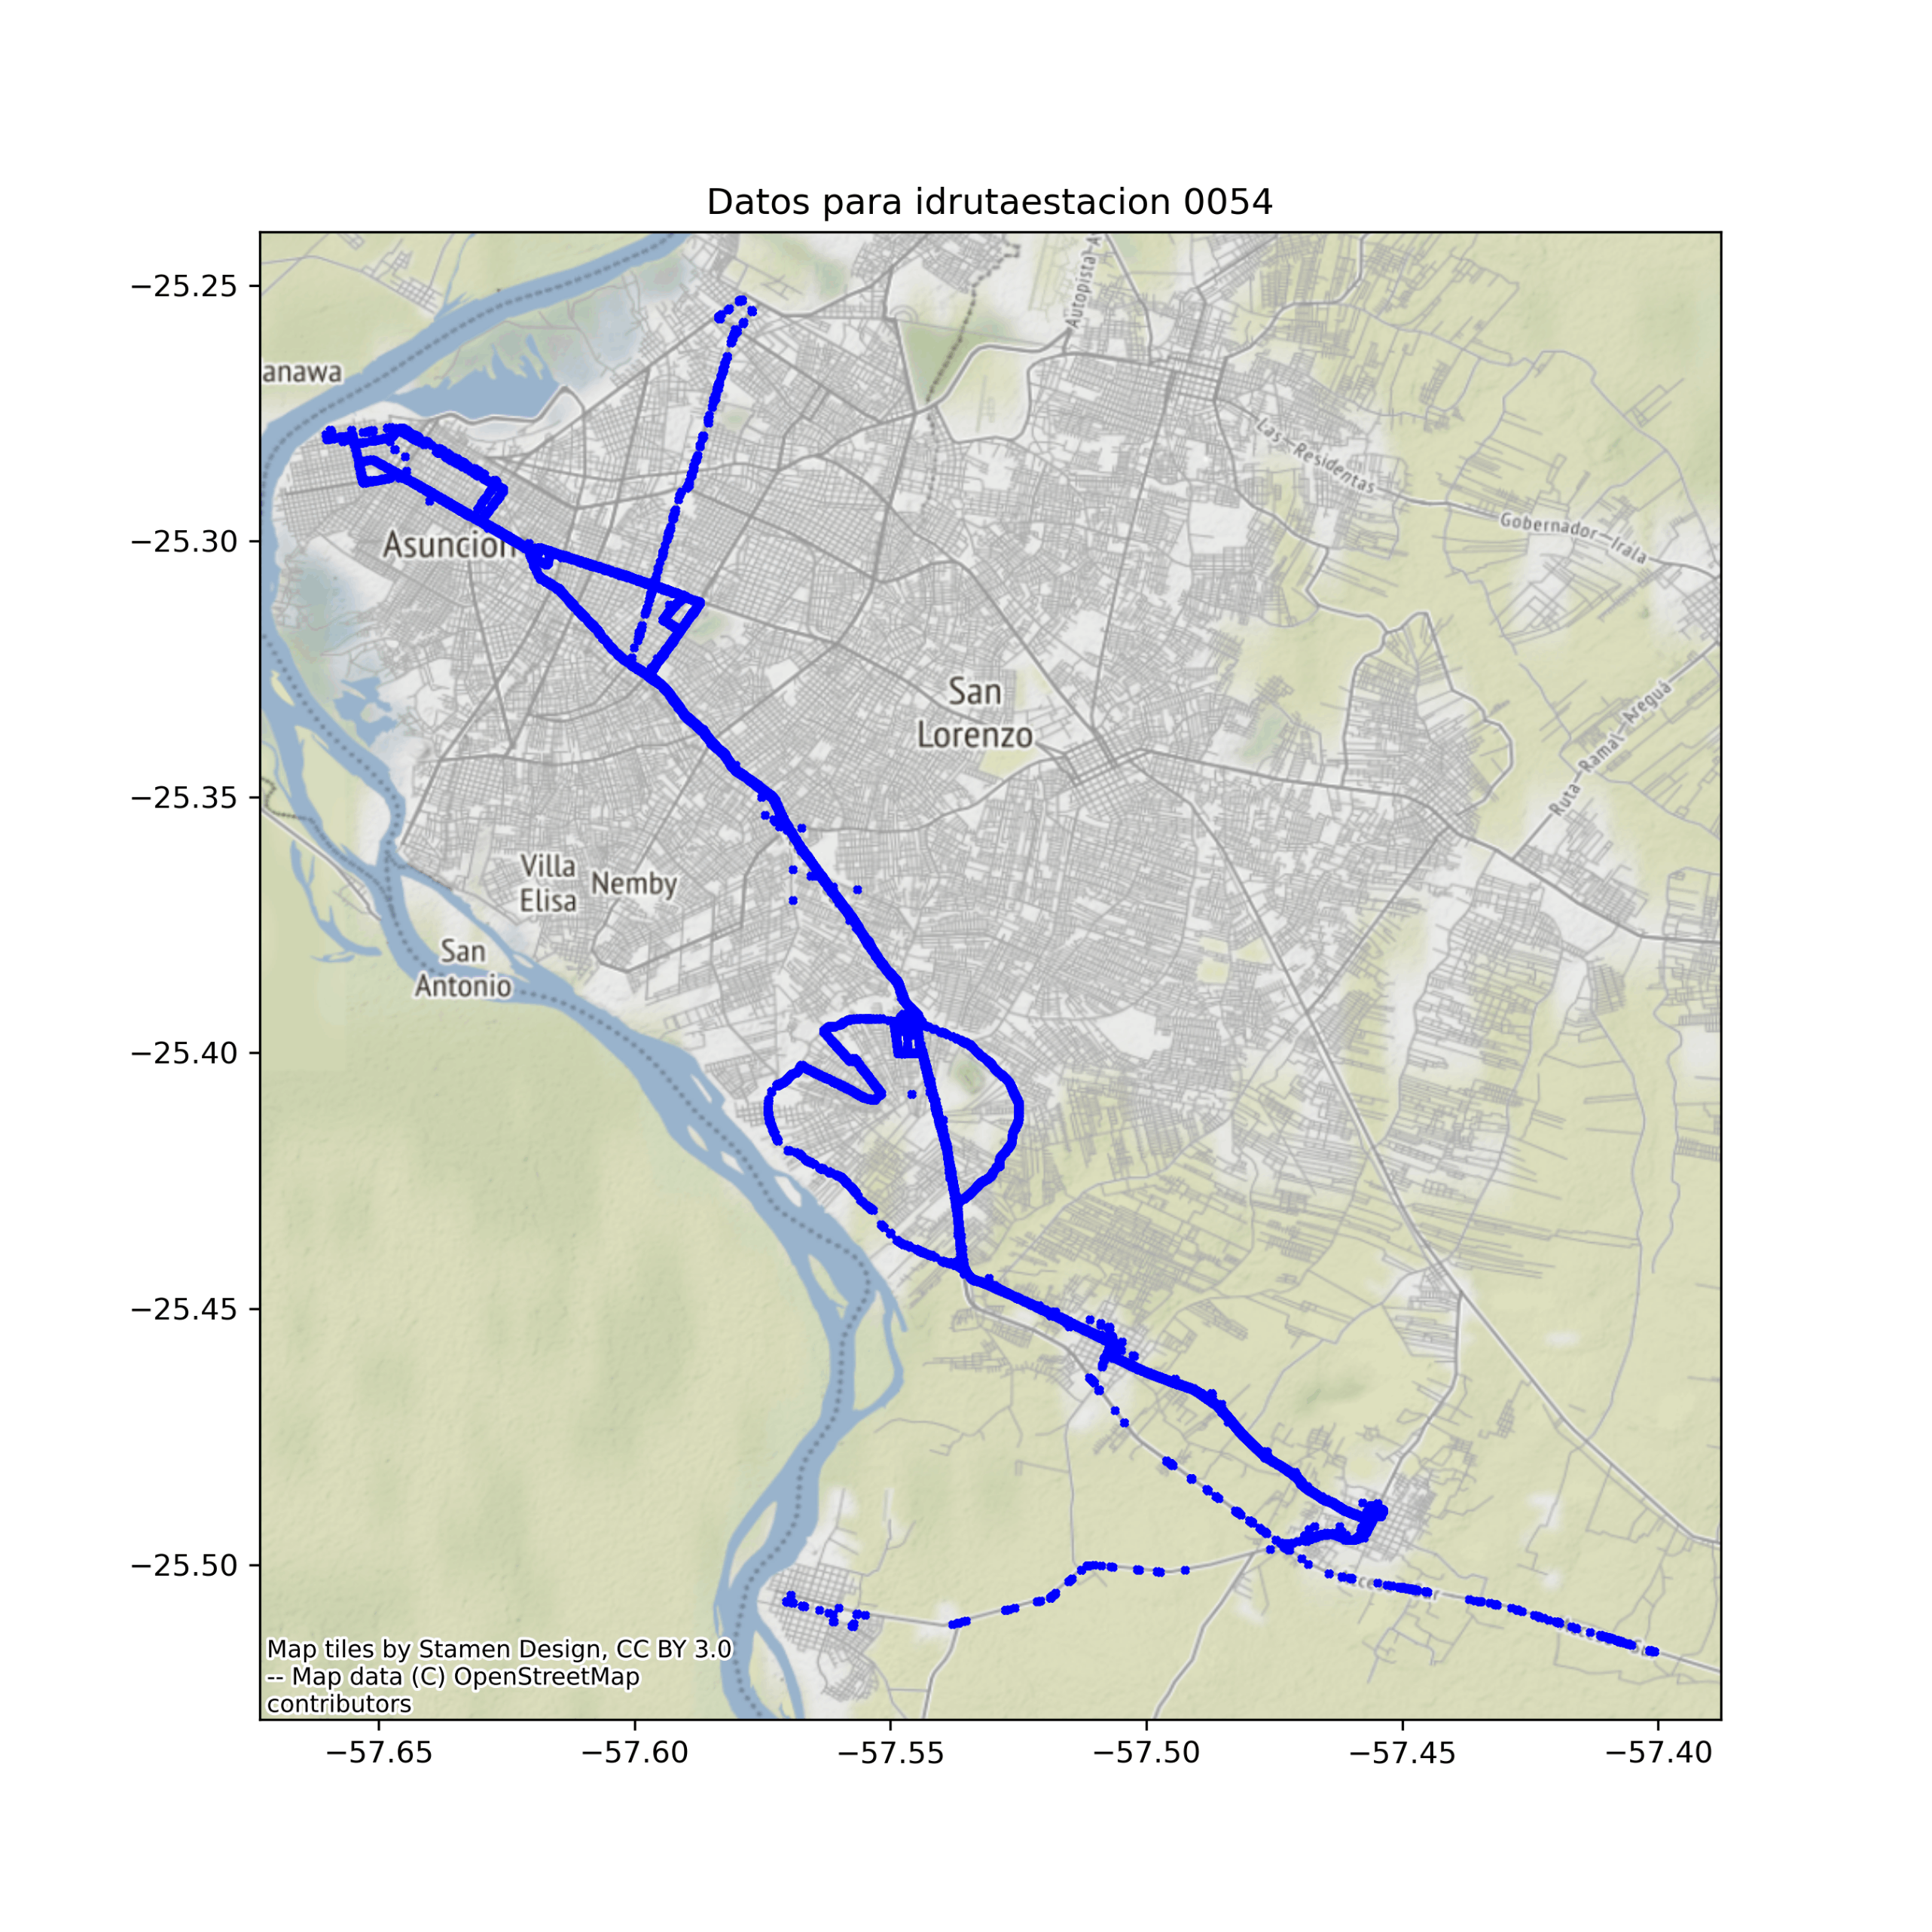 Datos para idrutaestacion 0054
−25.25
−25.30
−25.35
−25.40
−25.45
−25.50
anawa
Autopista
Las Residentas
Gobernador Irala
Asuncion
San
Lorenzo
Ruta Ramal Areguá
Villa
Elisa
Nemby
San
Antonio
Map tiles by Stamen Design, CC BY 3.0
-- Map data (C) OpenStreetMap
contributors
−57.65
−57.60
−57.55
−57.50
−57.45
−57.40